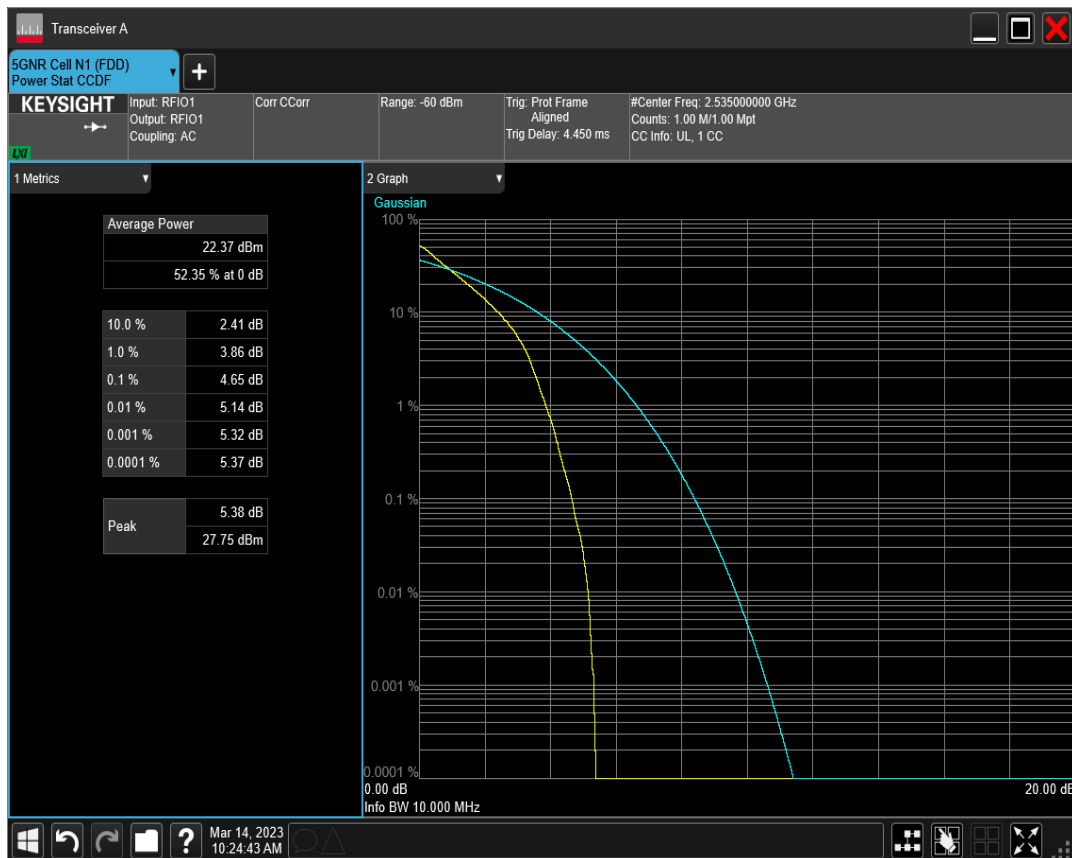 Transceiver A
5GNR Cell N1 (FDD)
Power Stat CCDF
KEYSIGHT
LXI
Input: RFIO1
Output: RFIO1
Coupling: AC
Corr CCorr
Range: -60 dBm
Trig: Prot Frame
Aligned
Trig Delay: 4.450 ms
#Center Freq: 2.535000000 GHz
Counts: 1.00 M/1.00 Mpt
CC Info: UL, 1 CC
1 Metrics
Average Power
22.37 dBm
52.35 % at 0 dB
10.0 % 2.41 dB
1.0 % 3.86 dB
0.1 % 4.65 dB
0.01 % 5.14 dB
0.001 % 5.32 dB
0.0001 % 5.37 dB
Peak
5.38 dB
27.75 dBm
2 Graph
Gaussian
100 %
10 %
1 %
0.1 %
0.01 %
0.001 %
0.0001 %
0.00 dB 20.00 dB
Info BW 10.000 MHz
?
Mar 14, 2023
10:24:43 AM